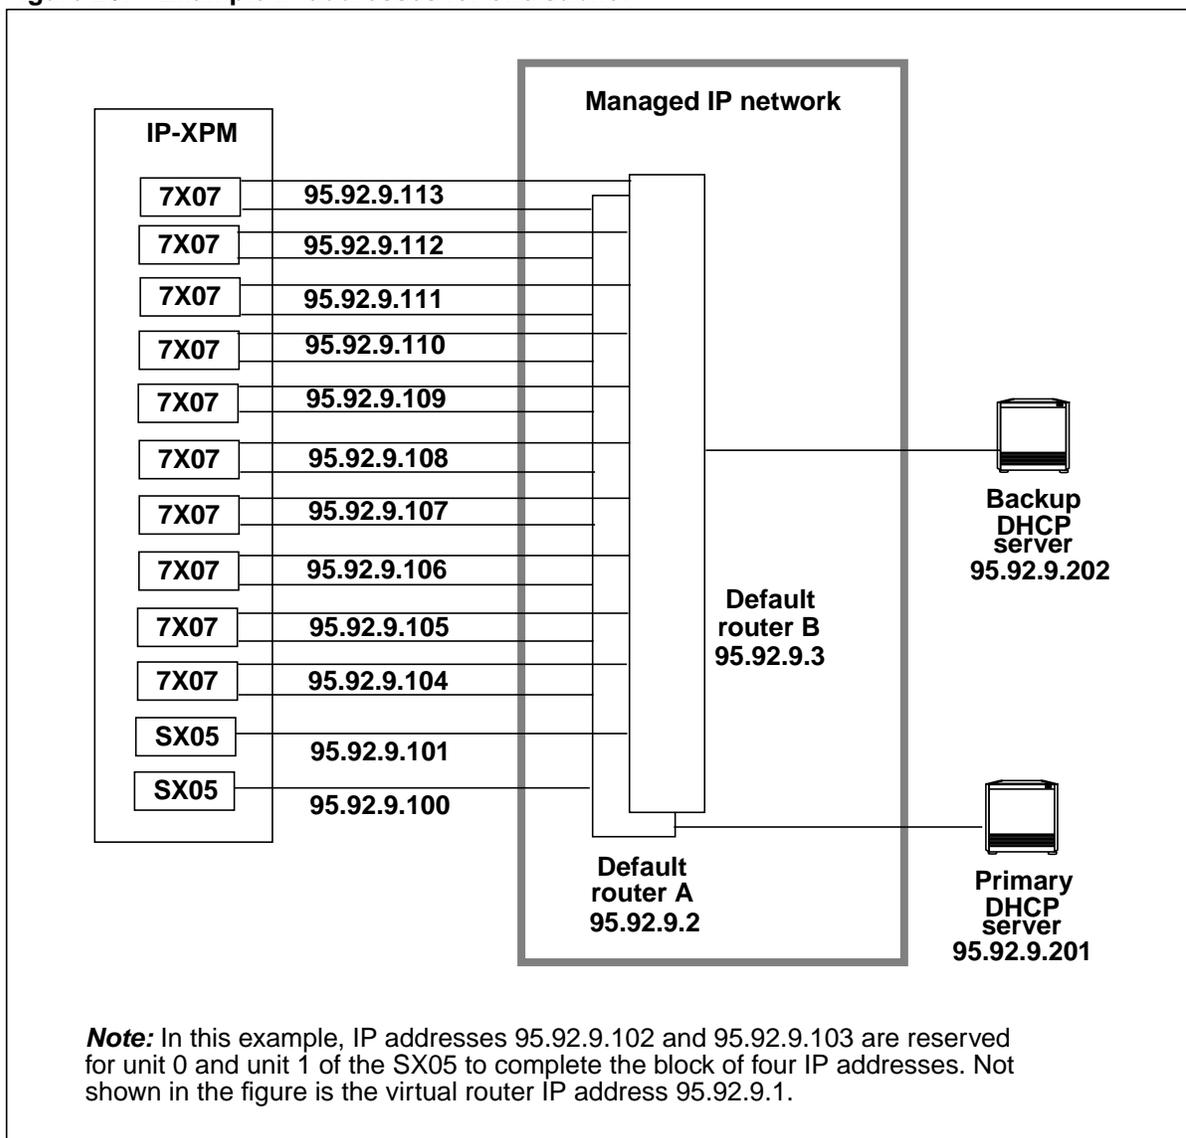 Managed IP network
IP-XPM
7X07 95.92.9.113
7X07 95.92.9.112
7X07 95.92.9.111
7X07 95.92.9.110
7X07 95.92.9.109
7X07 95.92.9.108
7X07 95.92.9.107
7X07 95.92.9.106
7X07 95.92.9.105
7X07 95.92.9.104
SX05 95.92.9.101
SX05 95.92.9.100
Backup
DHCP
server
95.92.9.202
Default
router B
95.92.9.3
Default
router A
95.92.9.2
Primary
DHCP
server
95.92.9.201
Note: In this example, IP addresses 95.92.9.102 and 95.92.9.103 are reserved
for unit 0 and unit 1 of the SX05 to complete the block of four IP addresses. Not
shown in the figure is the virtual router IP address 95.92.9.1.